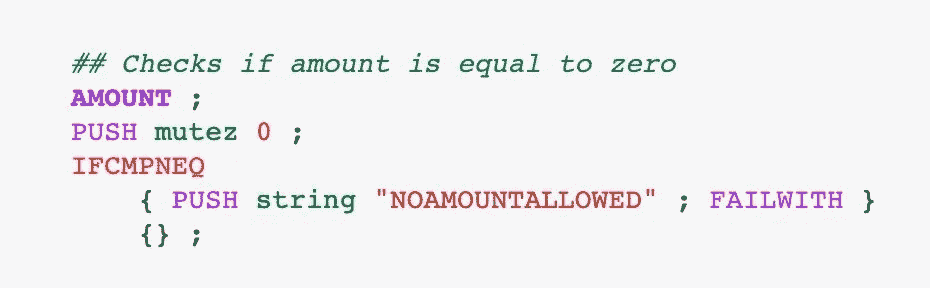 ## Checks if amount is equal to zero
AMOUNT ;
PUSH mutez 0 ;
IFCMPNEQ
{ PUSH string "NOAMOUNTALLOWED" ; FAILWITH }
{} ;